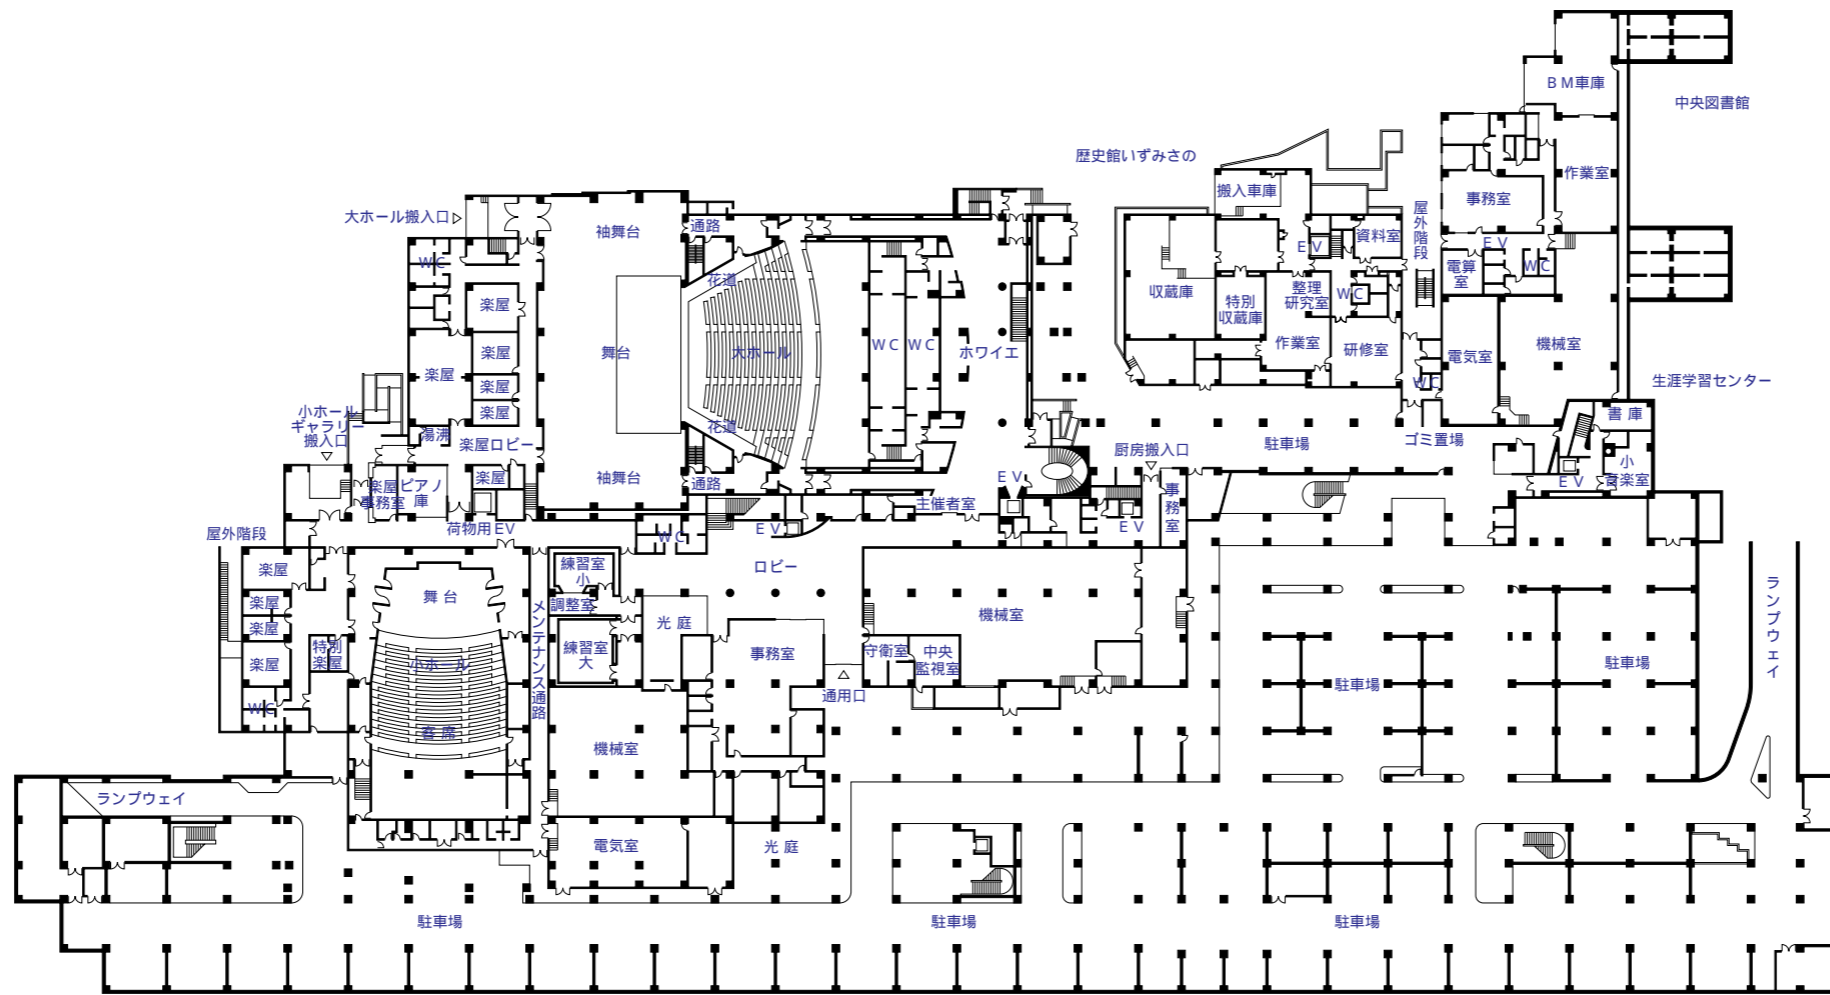 ＢＭ車庫
中央図書館
歴史館いずみさの
作業室
搬入車庫
事務室
大ホール搬入口
袖舞台
通路
屋外階段
資料室
ＥＶ
ＥＶ
ＷＣ
ＷＣ
電算
室
花道
収蔵庫
整理
研究室
ＷＣ
楽屋
特別
収蔵庫
楽屋
舞台
大ホール
ＷＣ
ＷＣ
ホワイエ
作業室
研修室
電気室
機械室
楽屋
楽屋
ＷＣ
生涯学習センター
小ホール
ギャラリー
搬入口
楽屋
花道
書 庫
湯沸
楽屋ロビー
厨房搬入口
駐車場
ゴミ置場
楽屋
事務室
ピアノ
庫
楽屋
袖舞台
通路
ＥＶ
事務室
ＥＶ
小
音楽室
主催者室
屋外階段
荷物用EV
ＷＣ
ＥＶ
ＥＶ
楽屋
練習室
小
ロビー
舞 台
楽屋
調整室
メンテナンス通路
光 庭
機械室
ランプウェイ
楽屋
特別
楽屋
小ホール
練習室
大
事務室
守衛室
中央
監視室
駐車場
楽屋
駐車場
通用口
ＷＣ
客 席
機械室
ランプウェイ
電気室
光 庭
駐車場
駐車場
駐車場